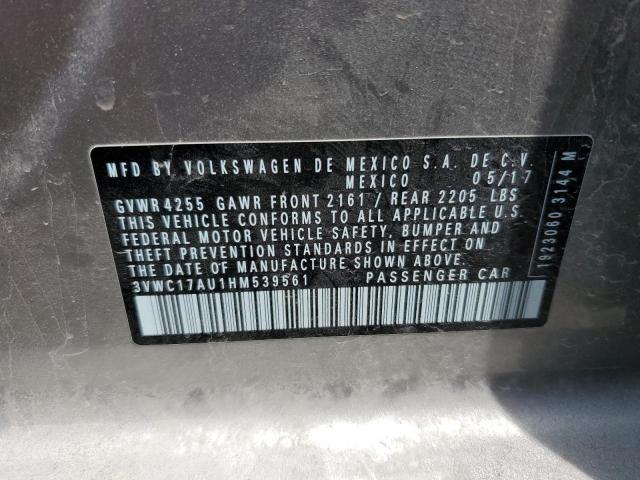 MFD BY VOLKSWAGEN DE MEXICO S.A. DE C.V.
MEXICO 05/17
GVWR 4255 GAWR FRONT 2161 / REAR 2205 LBS
THIS VEHICLE CONFORMS TO ALL APPLICABLE U.S.
FEDERAL MOTOR VEHICLE SAFETY, BUMPER AND
THEFT PREVENTION STANDARDS IN EFFECT ON
THE DATE OF MANUFACTURE SHOWN ABOVE.
3VWC17AU1HM539561 PASSENGER CAR
1923080 3144 M